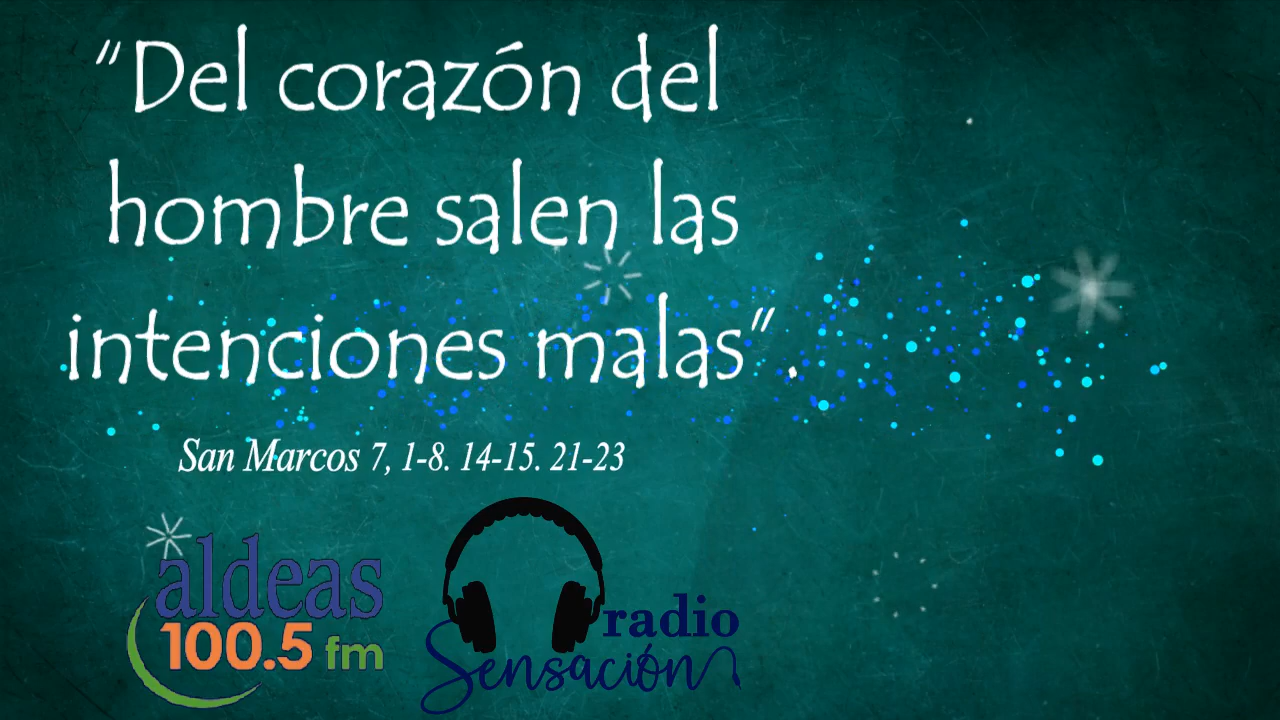 “Del corazón del
hombre salen las
intenciones malas”.
San Marcos 7, 1-8. 14-15. 21-23
aldeas
100.5 fm
radio
Sensación